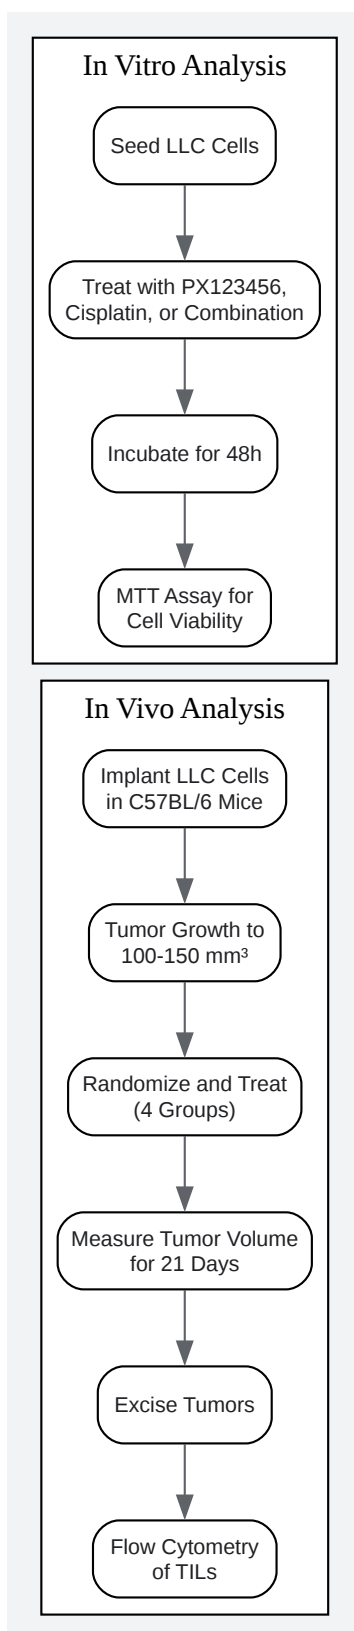 In Vitro Analysis
Seed LLC Cells
Treat with PX123456,
Cisplatin, or Combination
Incubate for 48h
MTT Assay for
Cell Viability
In Vivo Analysis
Implant LLC Cells
in C57BL/6 Mice
Tumor Growth to
100-150 mm³
Randomize and Treat
(4 Groups)
Measure Tumor Volume
for 21 Days
Excise Tumors
Flow Cytometry
of TILs